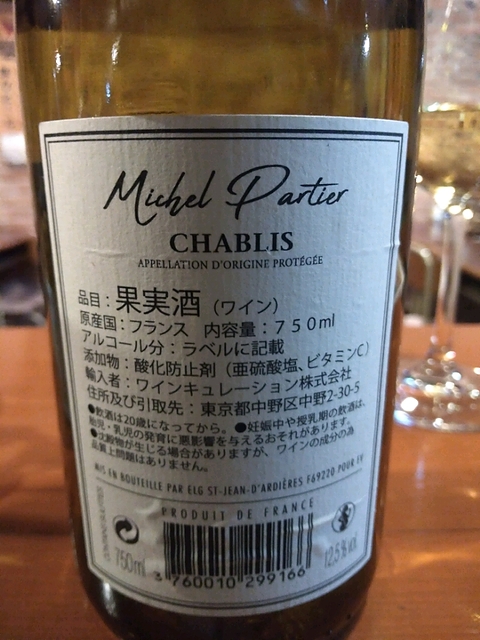 Michel Partier
CHABLIS
APPELLATION D'ORIGINE PROTÉGÉE
品目：果実酒（ワイン）
原産国：フランス 内容量：７５０ml
アルコール分：ラベルに記載
添加物：酸化防止剤（亜硫酸塩、ビタミンC）
輸入者：ワインキュレーション株式会社
住所及び引取先：東京都中野区中野2-30-5
●飲酒は20歳になってから。●妊娠中や授乳期の飲酒は、
胎児・乳児の発育に悪影響を与えるおそれがあります。
●沈殿物が生じる場合がありますが、ワインの成分の為
品質上問題はありません。
MIS EN BOUTEILLE PAR ELG ST-JEAN-D'ARDIÈRES F69220 POUR
PRODUIT DE FRANCE
750ml
12,5%vol
3 760010 299166